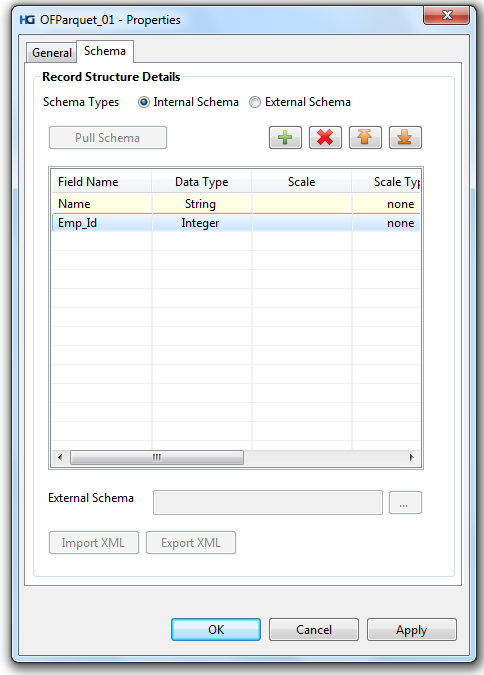 HG OFParquet_01 - Properties
General Schema
Record Structure Details
Schema Types Internal Schema External Schema
Pull Schema
Field Name Data Type Scale Scale Typ
Name String none
Emp_Id Integer none
External Schema ...
Import XML Export XML
OK Cancel Apply